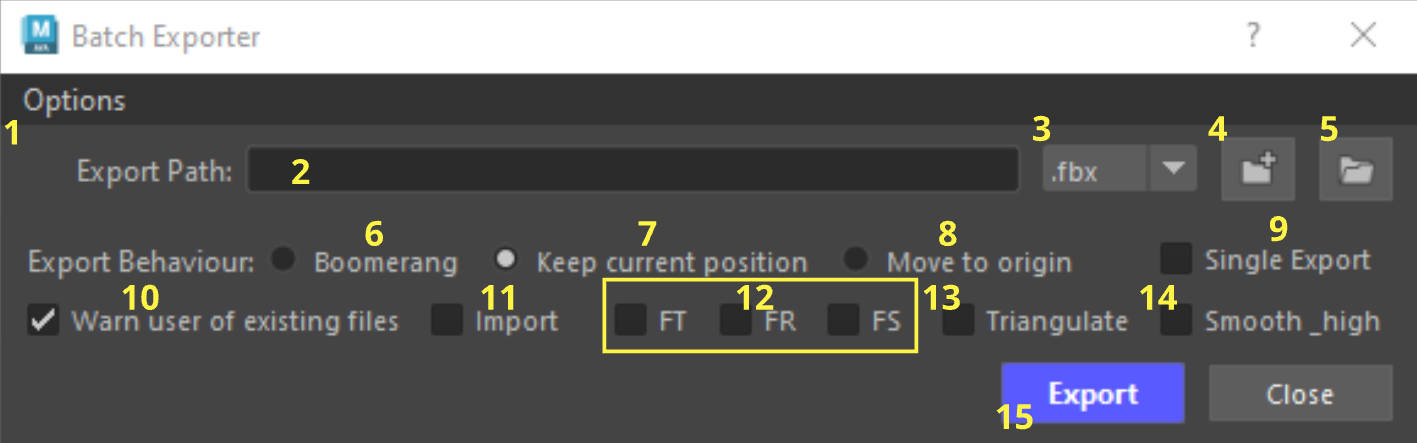 M
MA
Batch Exporter
?
Options
1
3
4
5
Export Path:
2
.fbx
6
7
8
9
Export Behaviour:
Boomerang
Keep current position
Move to origin
Single Export
10
11
12
13
14
Warn user of existing files
Import
FT
FR
FS
Triangulate
Smooth _high
Export
Close
15